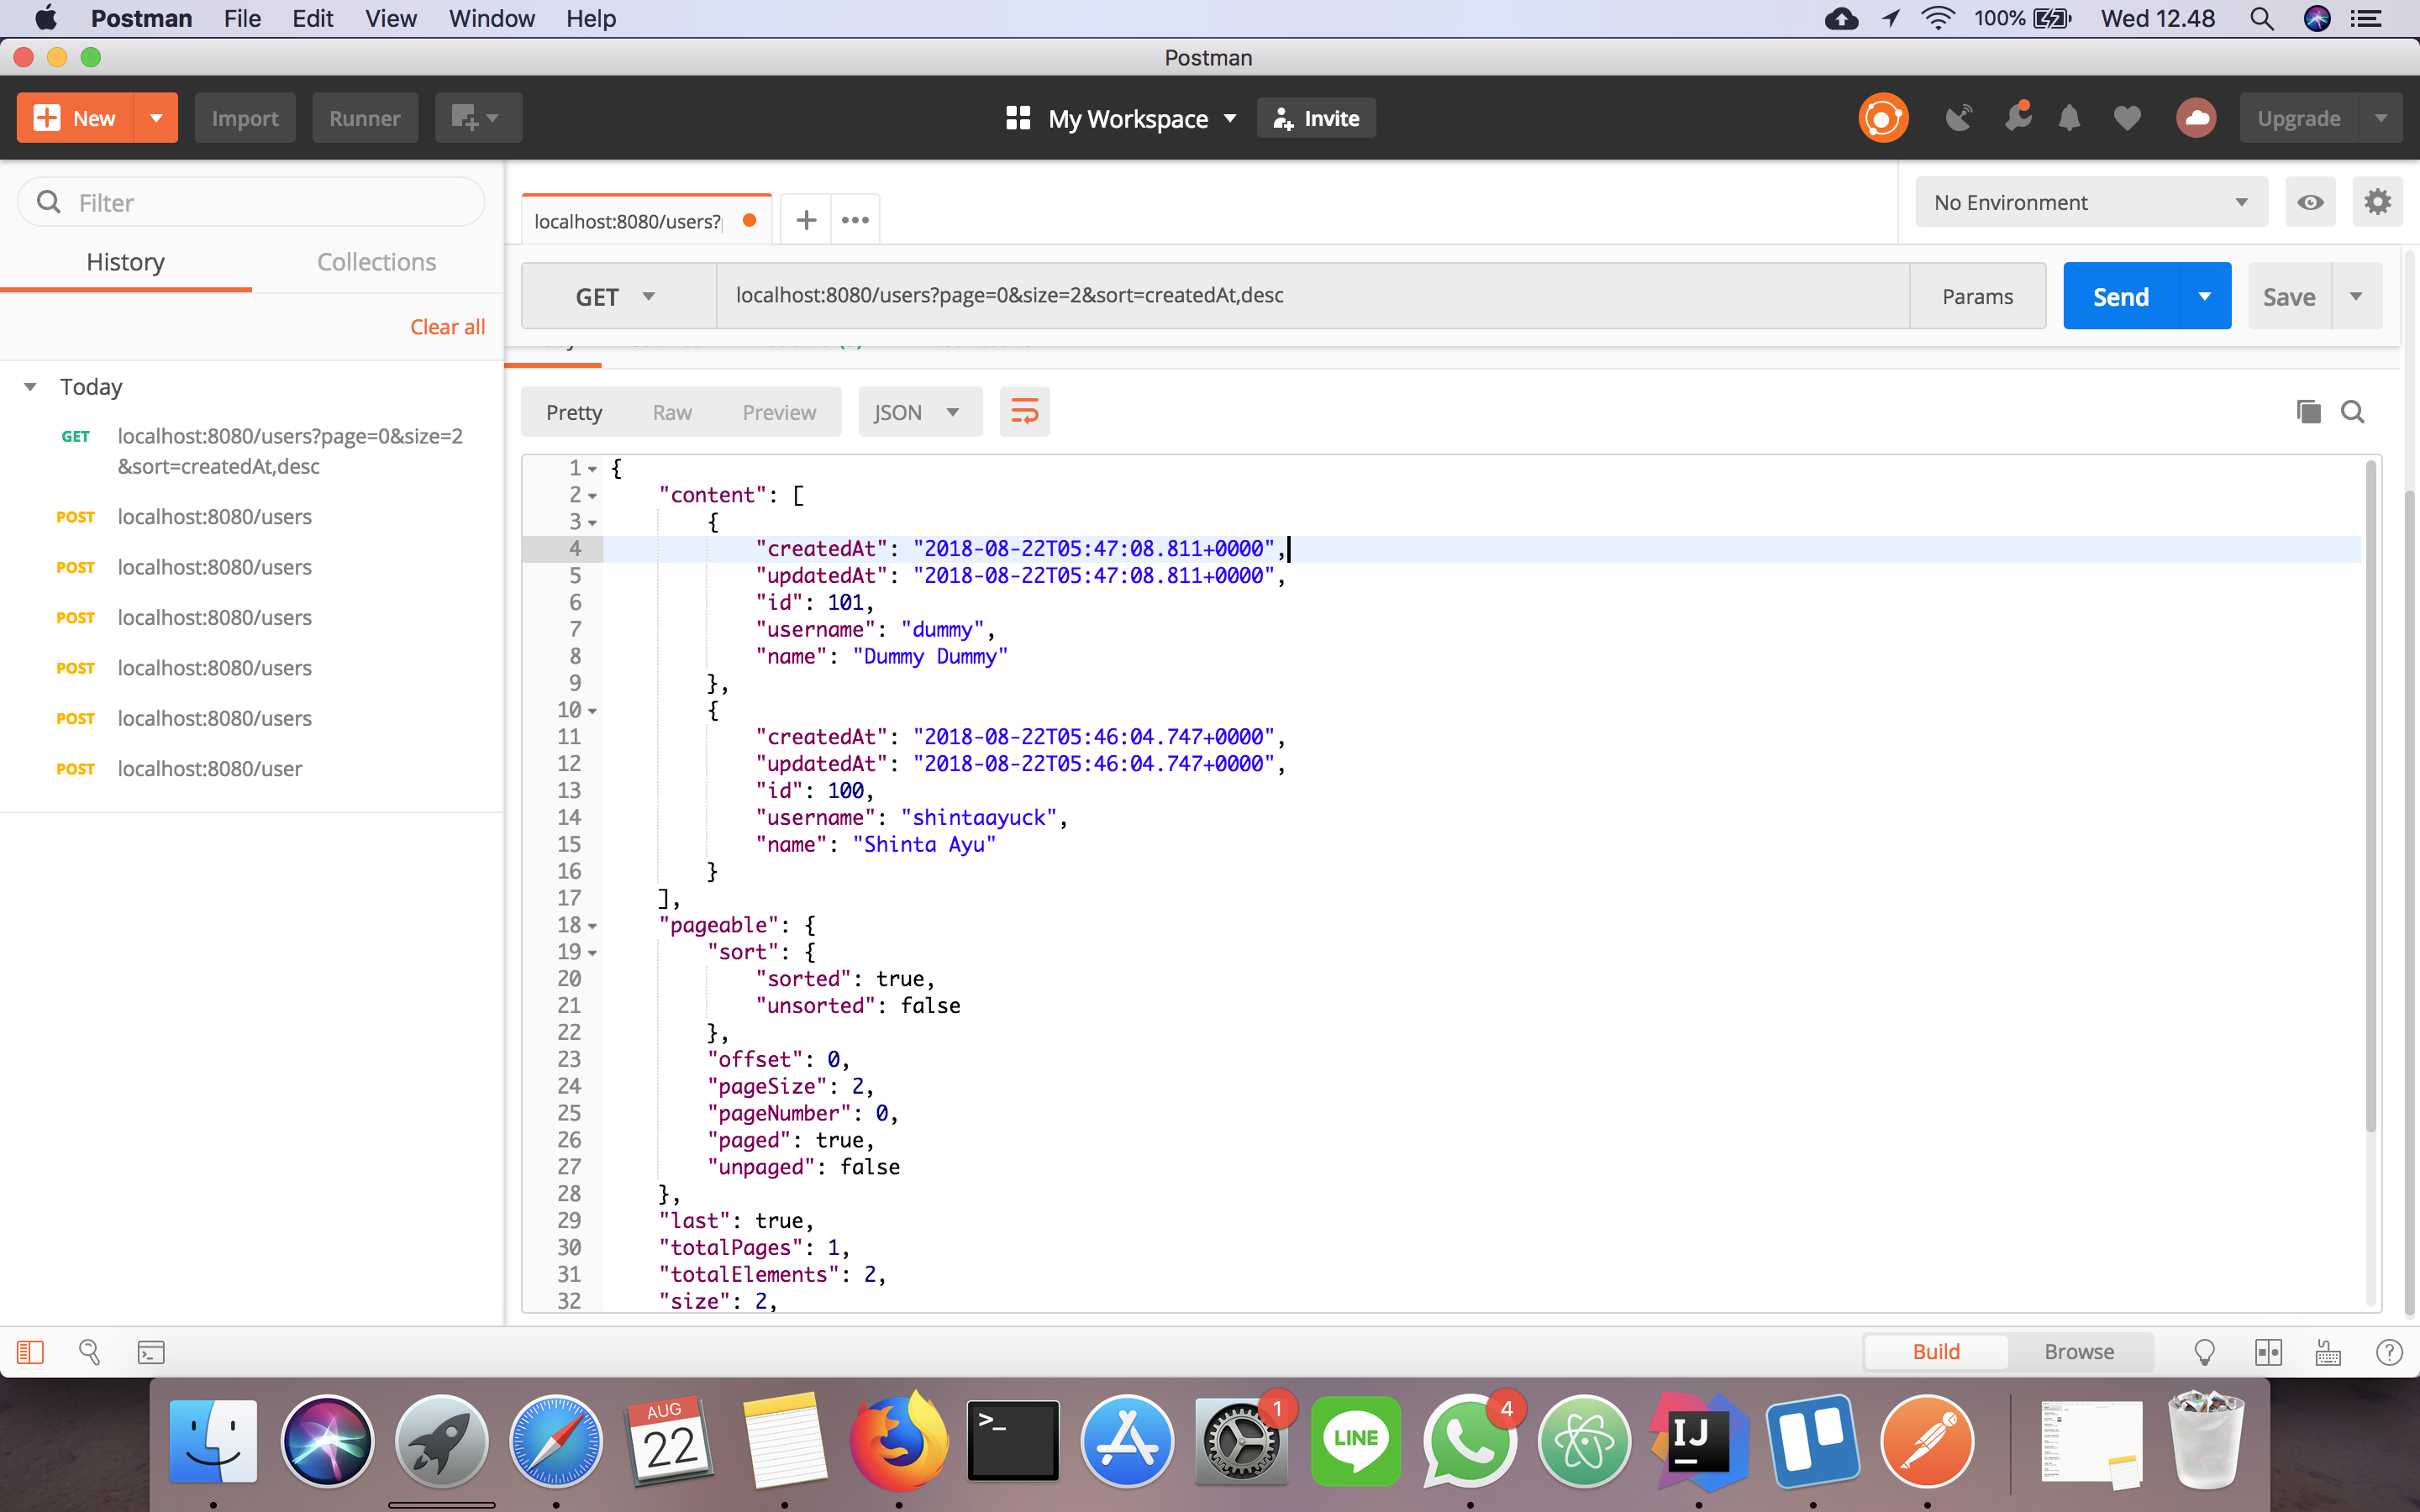 Postman File Edit View Window Help 100% Wed 12.48
Postman
New Import Runner My Workspace Invite Upgrade
Filter
localhost:8080/users? No Environment
History Collections
GET localhost:8080/users?page=0&size=2&sort=createdAt,desc Params Send Save
Clear all
Today
GET localhost:8080/users?page=0&size=2
&sort=createdAt,desc
POST localhost:8080/users
POST localhost:8080/users
POST localhost:8080/users
POST localhost:8080/users
POST localhost:8080/users
POST localhost:8080/user
Pretty Raw Preview JSON
1 {
2 "content": [
3 {
4 "createdAt": "2018-08-22T05:47:08.811+0000",
5 "updatedAt": "2018-08-22T05:47:08.811+0000",
6 "id": 101,
7 "username": "dummy",
8 "name": "Dummy Dummy"
9 },
10 {
11 "createdAt": "2018-08-22T05:46:04.747+0000",
12 "updatedAt": "2018-08-22T05:46:04.747+0000",
13 "id": 100,
14 "username": "shintaayuck",
15 "name": "Shinta Ayu"
16 }
17 ],
18 "pageable": {
19 "sort": {
20 "sorted": true,
21 "unsorted": false
22 },
23 "offset": 0,
24 "pageSize": 2,
25 "pageNumber": 0,
26 "paged": true,
27 "unpaged": false
28 },
29 "last": true,
30 "totalPages": 1,
31 "totalElements": 2,
32 "size": 2,
Build Browse
AUG
22
>_
1
LINE
4
IJ